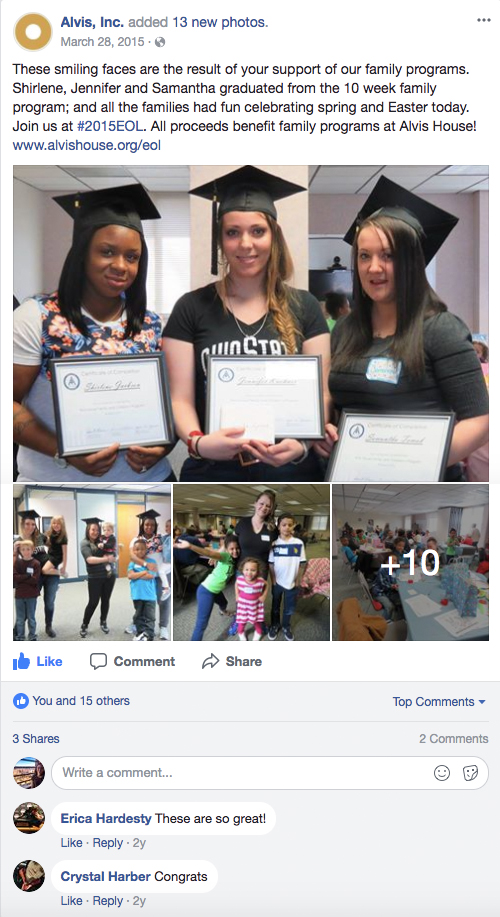 Alvis, Inc. added 13 new photos.
March 28, 2015 ·
These smiling faces are the result of your support of our family programs.
Shirlene, Jennifer and Samantha graduated from the 10 week family
program; and all the families had fun celebrating spring and Easter today.
Join us at #2015EOL. All proceeds benefit family programs at Alvis House!
www.alvishouse.org/eol
OHIO STATE
Certificate of Completion
Shirlene
Certificate of Completion
Jennifer
Certificate of Completion
Samantha
+10
Like Comment Share
You and 15 others Top Comments
3 Shares 2 Comments
Write a comment...
Erica Hardesty These are so great!
Like · Reply · 2y
Crystal Harber Congrats
Like · Reply · 2y